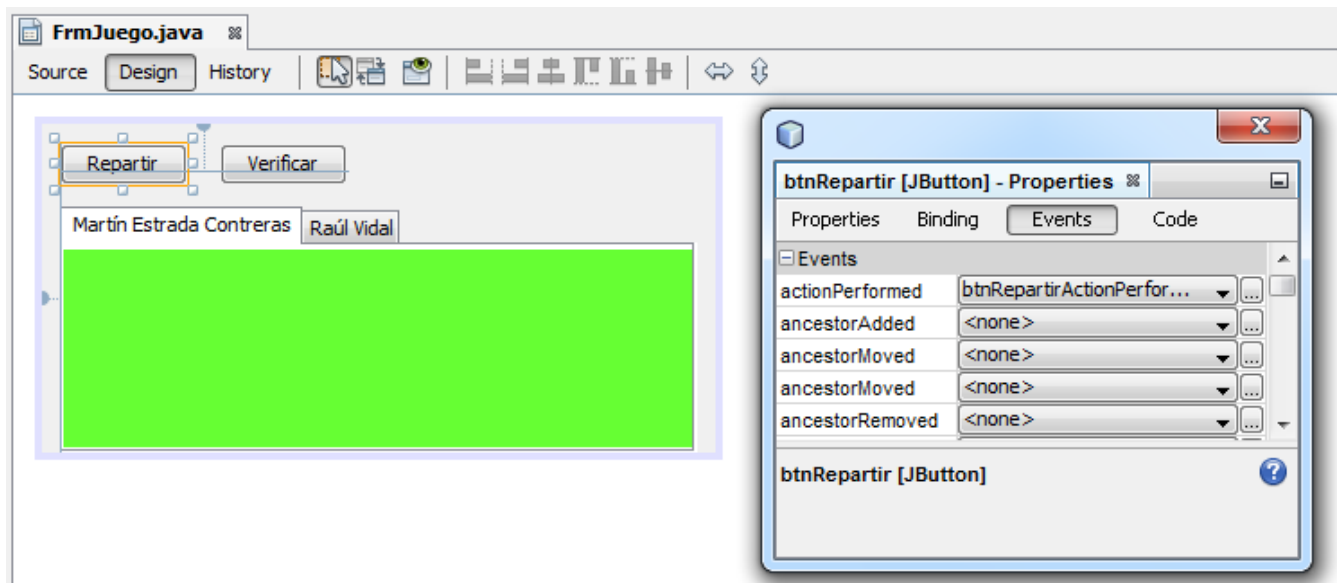 FrmJuego.java
Source Design History
Repartir Verificar
Martín Estrada Contreras Raúl Vidal
btnRepartir [JButton] - Properties
Properties Binding Events Code
Events
actionPerformed btnRepartirActionPerfor... ...
ancestorAdded <none> ...
ancestorMoved <none> ...
ancestorMoved <none> ...
ancestorRemoved <none> ...
btnRepartir [JButton]